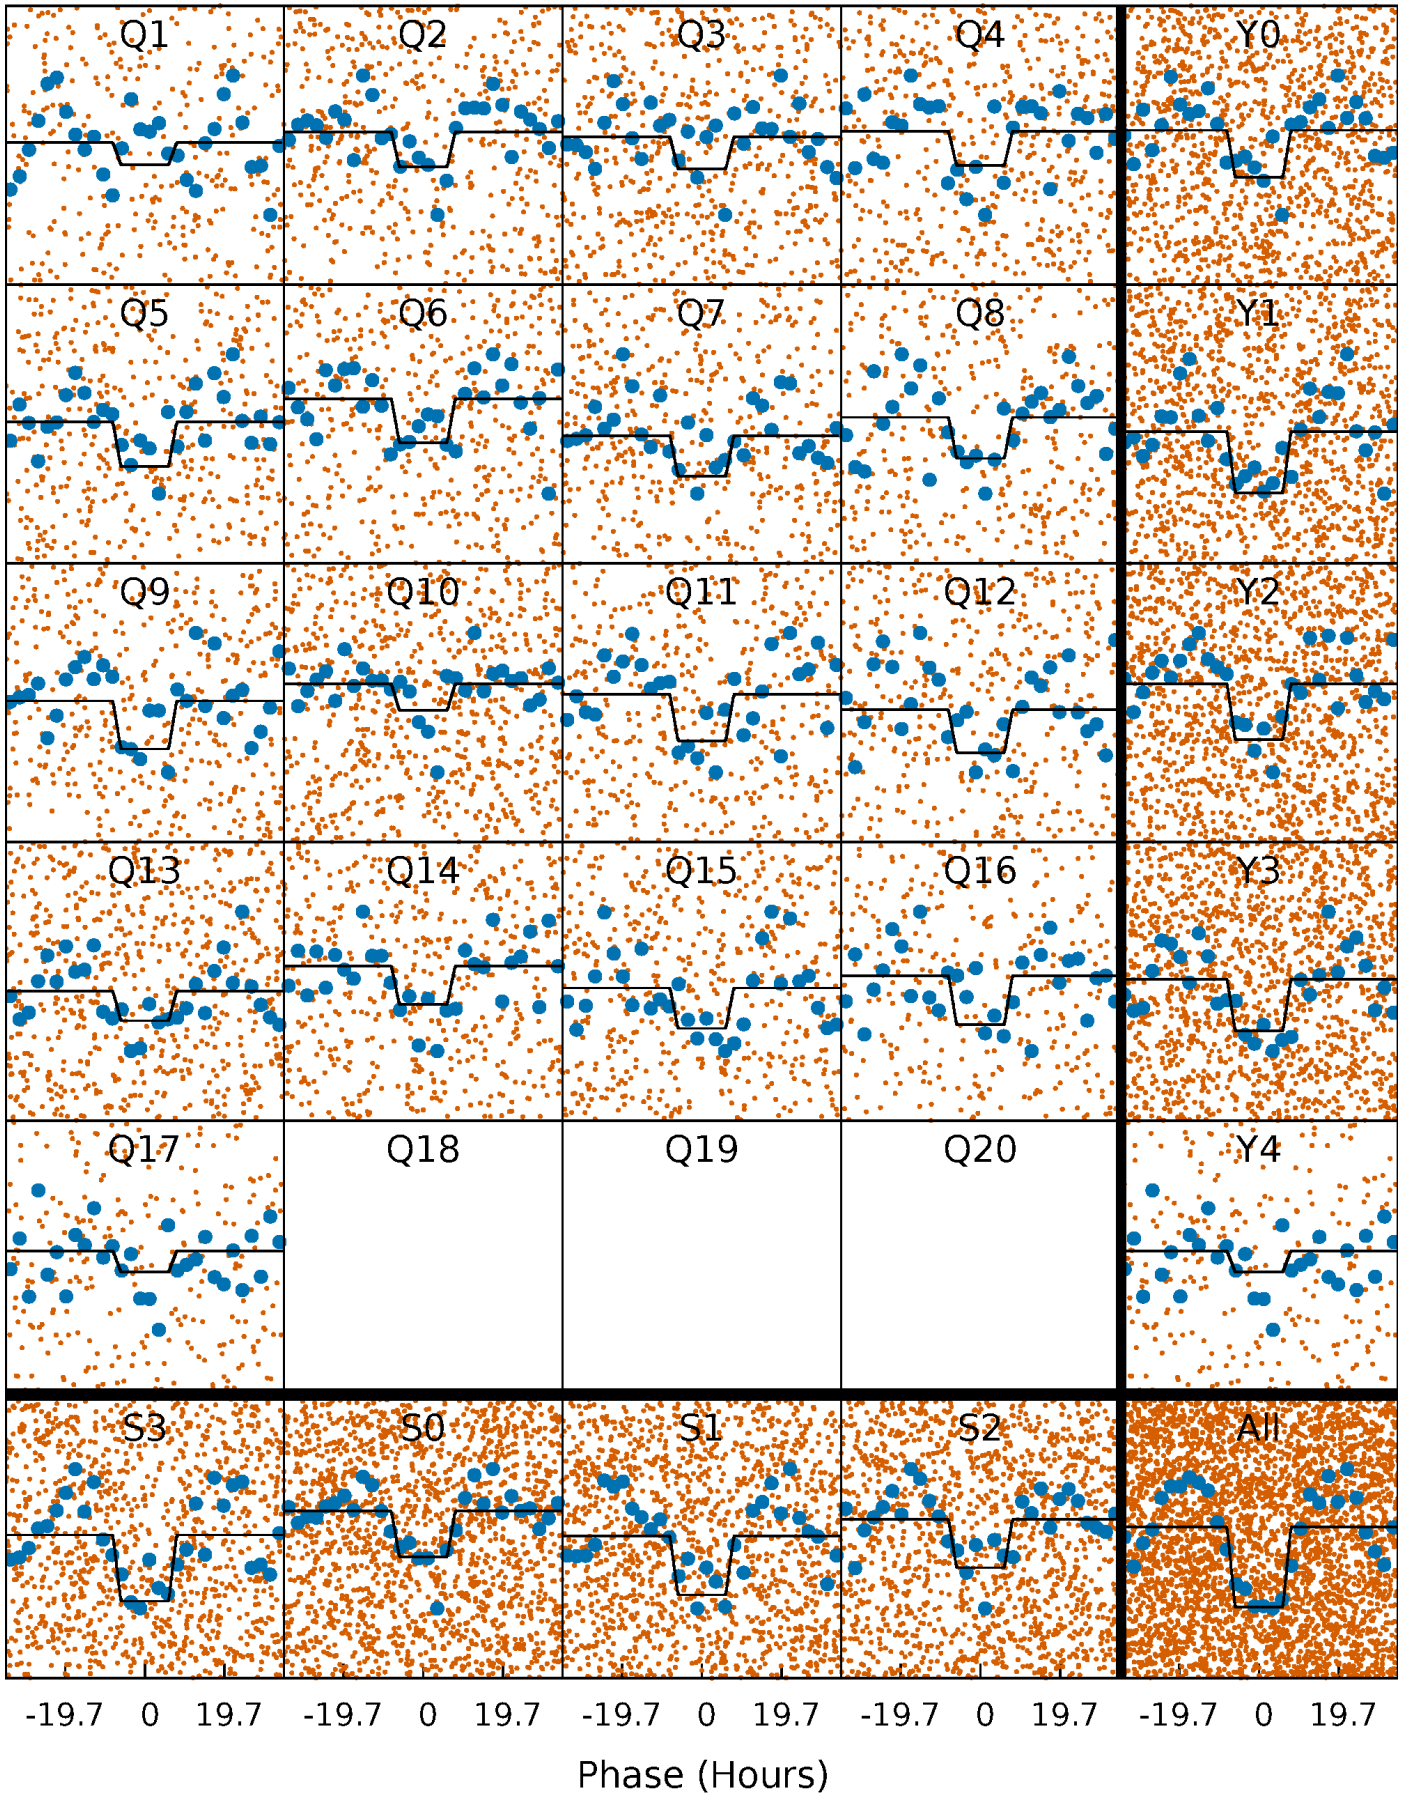 Q1 Q2 Q3 Q4 Y0
Q5 Q6 Q7 Q8 Y1
Q9 Q10 Q11 Q12 Y2
Q13 Q14 Q15 Q16 Y3
Q17 Q18 Q19 Q20 Y4
S3 S0 S1 S2 All
-19.7 0 19.7 -19.7 0 19.7 -19.7 0 19.7 -19.7 0 19.7 -19.7 0 19.7
Phase (Hours)